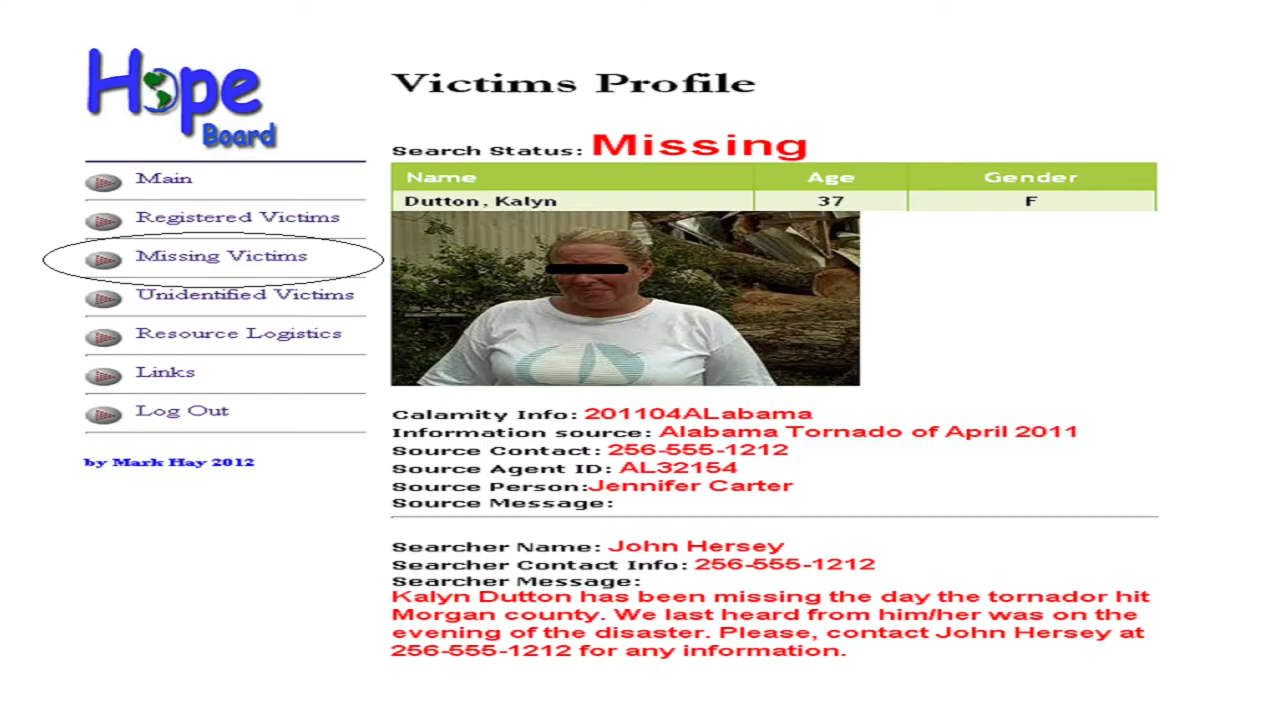 Hope
Board
Main
Registered Victims
Missing Victims
Unidentified Victims
Resource Logistics
Links
Log Out
by Mark Hay 2012
Victims Profile
Search Status: Missing
Name Age Gender
Dutton, Kalyn 37 F
Calamity Info: 201104ALabama
Information source: Alabama Tornado of April 2011
Source Contact: 256-555-1212
Source Agent ID: AL32154
Source Person:Jennifer Carter
Source Message:
Searcher Name: John Hersey
Searcher Contact Info: 256-555-1212
Searcher Message:
Kalyn Dutton has been missing the day the tornador hit
Morgan county. We last heard from him/her was on the
evening of the disaster. Please, contact John Hersey at
256-555-1212 for any information.